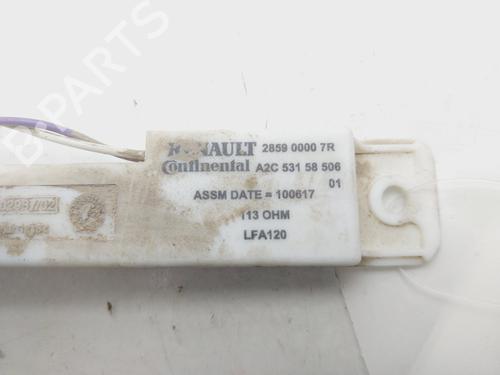 RENAULT 2859 0000 7R
Continental A2C 531 58 506
01
ASSM DATE = 100617
113 OHM
LFA120
B-PARTS